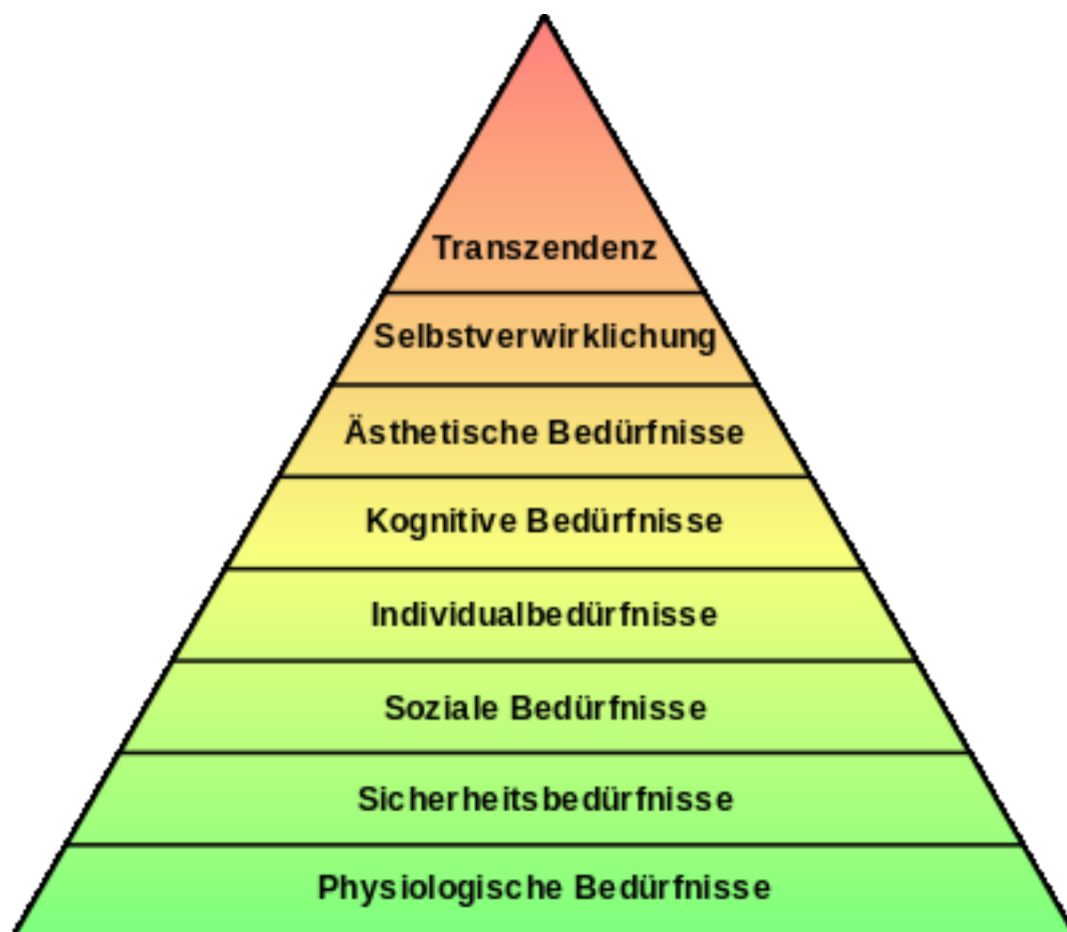 Transzendenz
Selbstverwirklichung
Ästhetische Bedürfnisse
Kognitive Bedürfnisse
Individualbedürfnisse
Soziale Bedürfnisse
Sicherheitsbedürfnisse
Physiologische Bedürfnisse